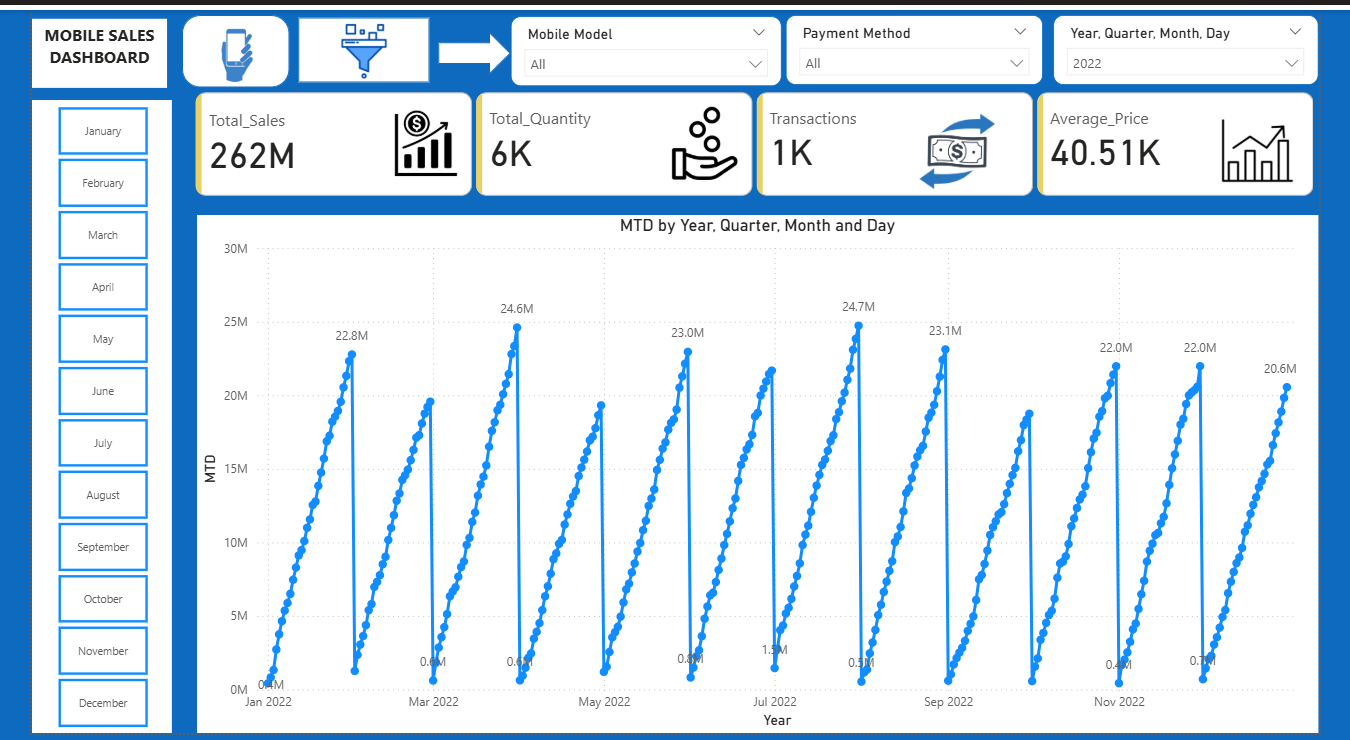 MOBILE SALES
DASHBOARD
Mobile Model
All
Payment Method
All
Year, Quarter, Month, Day
2022
January
February
March
April
May
June
July
August
September
October
November
December
Total_Sales
262M
Total_Quantity
6K
Transactions
1K
Average_Price
40.51K
MTD by Year, Quarter, Month and Day
MTD
30M
25M
20M
15M
10M
5M
0M
22.8M
24.6M
23.0M
24.7M
23.1M
22.0M
22.0M
20.6M
0.4M
0.6M
0.6M
0.8M
1.5M
0.5M
0.4M
0.7M
Jan 2022
Mar 2022
May 2022
Jul 2022
Sep 2022
Nov 2022
Year